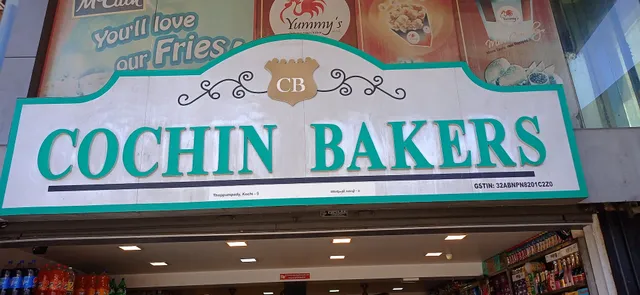 McCain
You'll love
our Fries!
Yummy's
CB
COCHIN BAKERS
GSTIN: 32ABNPN8201C2Z0